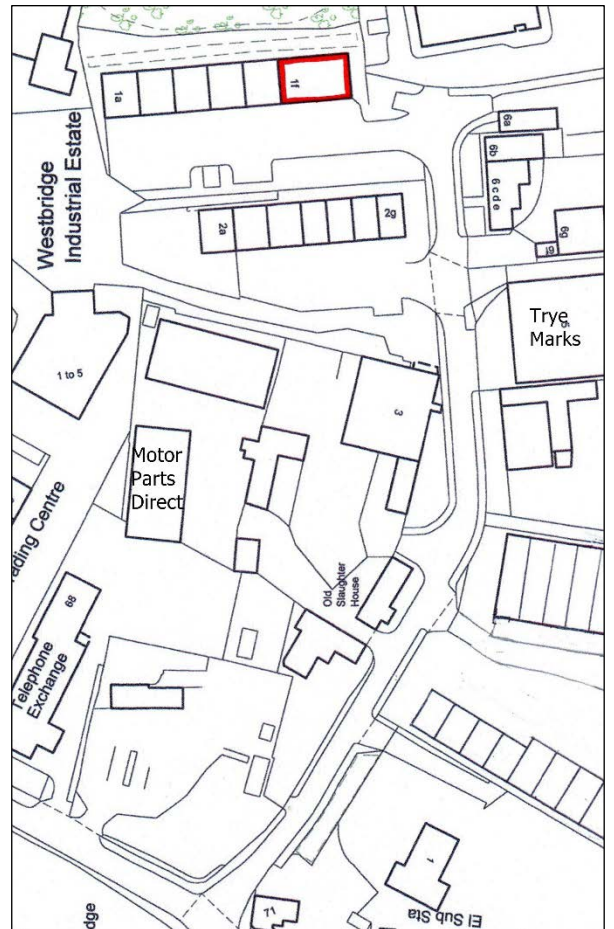 1a
1f
6a
6b
6 c d e
6f
6g
Westbridge
Industrial Estate
2a
2g
Trye
Marks
1 to 5
3
Motor
Parts
Direct
ading Centre
Old
Slaughter
House
68
Telephone
Exchange
1
El Sub Sta
71
dge